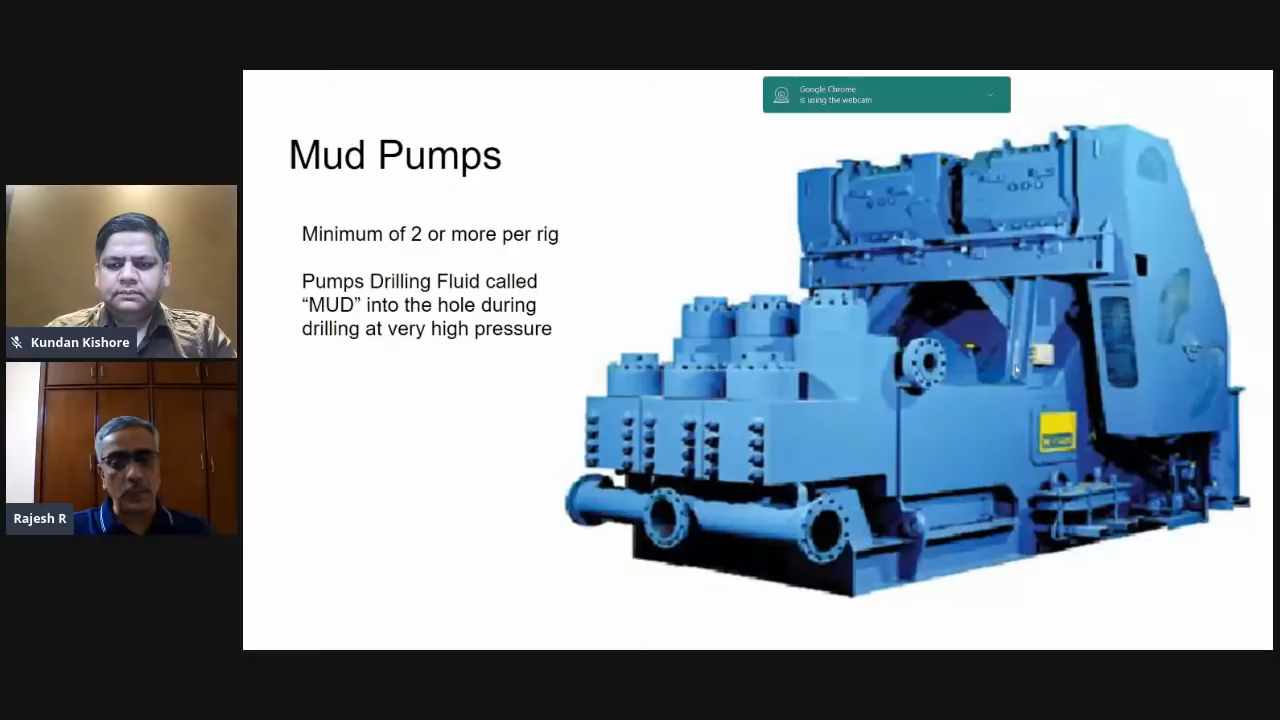 Google Chrome
is using the webcam
Mud Pumps
Minimum of 2 or more per rig
Pumps Drilling Fluid called
“MUD” into the hole during
drilling at very high pressure
Kundan Kishore
Rajesh R